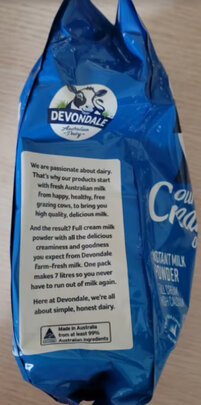 DEVONDALE
Australian
Dairy
We are passionate about dairy.
That's why our products start
with fresh Australian milk
from happy, healthy, free
grazing cows, to bring you
high quality, delicious milk.
And the result? Full cream milk
powder with all the delicious
creaminess and goodness
you expect from Devondale
Farm-fresh milk. One pack
makes 7 litres so you never
have to run out of milk again.
Here at Devondale, we're all
about simple, honest dairy.
Made in Australia
from at least 99%
Australian ingredients
INSTANT MILK
POWDER
FULL CREAM